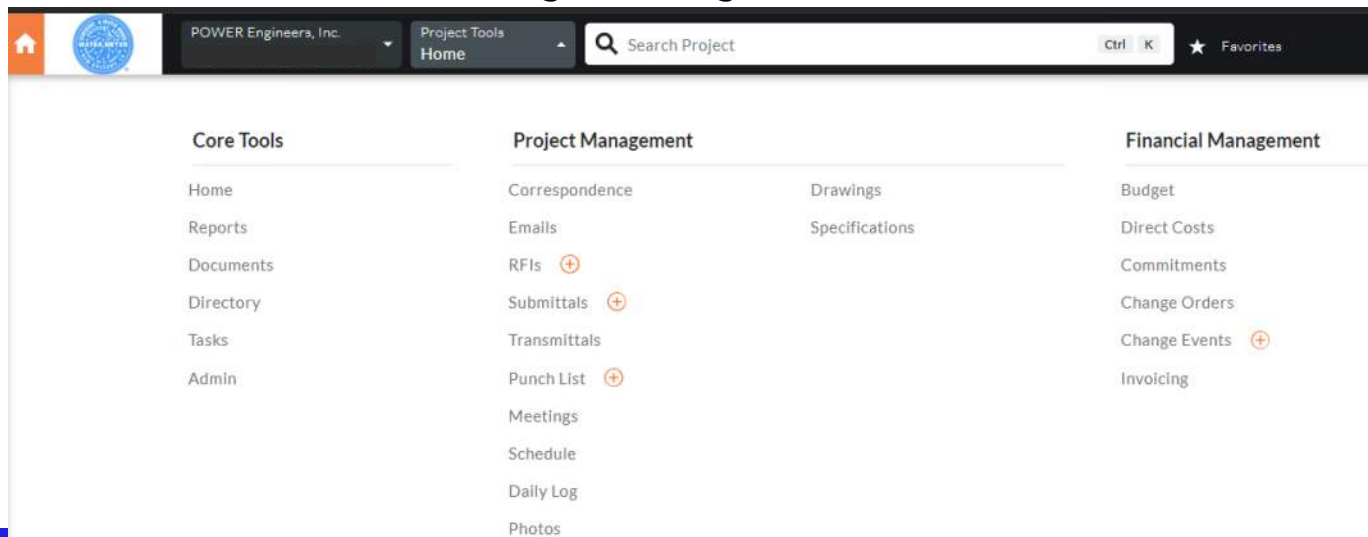 POWER Engineers, Inc.
Project Tools
Home
Search Project
Ctrl K
Favorites
Core Tools
Home
Reports
Documents
Directory
Tasks
Admin
Project Management
Correspondence
Emails
RFIs
Submittals
Transmittals
Punch List
Meetings
Schedule
Daily Log
Photos
Drawings
Specifications
Financial Management
Budget
Direct Costs
Commitments
Change Orders
Change Events
Invoicing